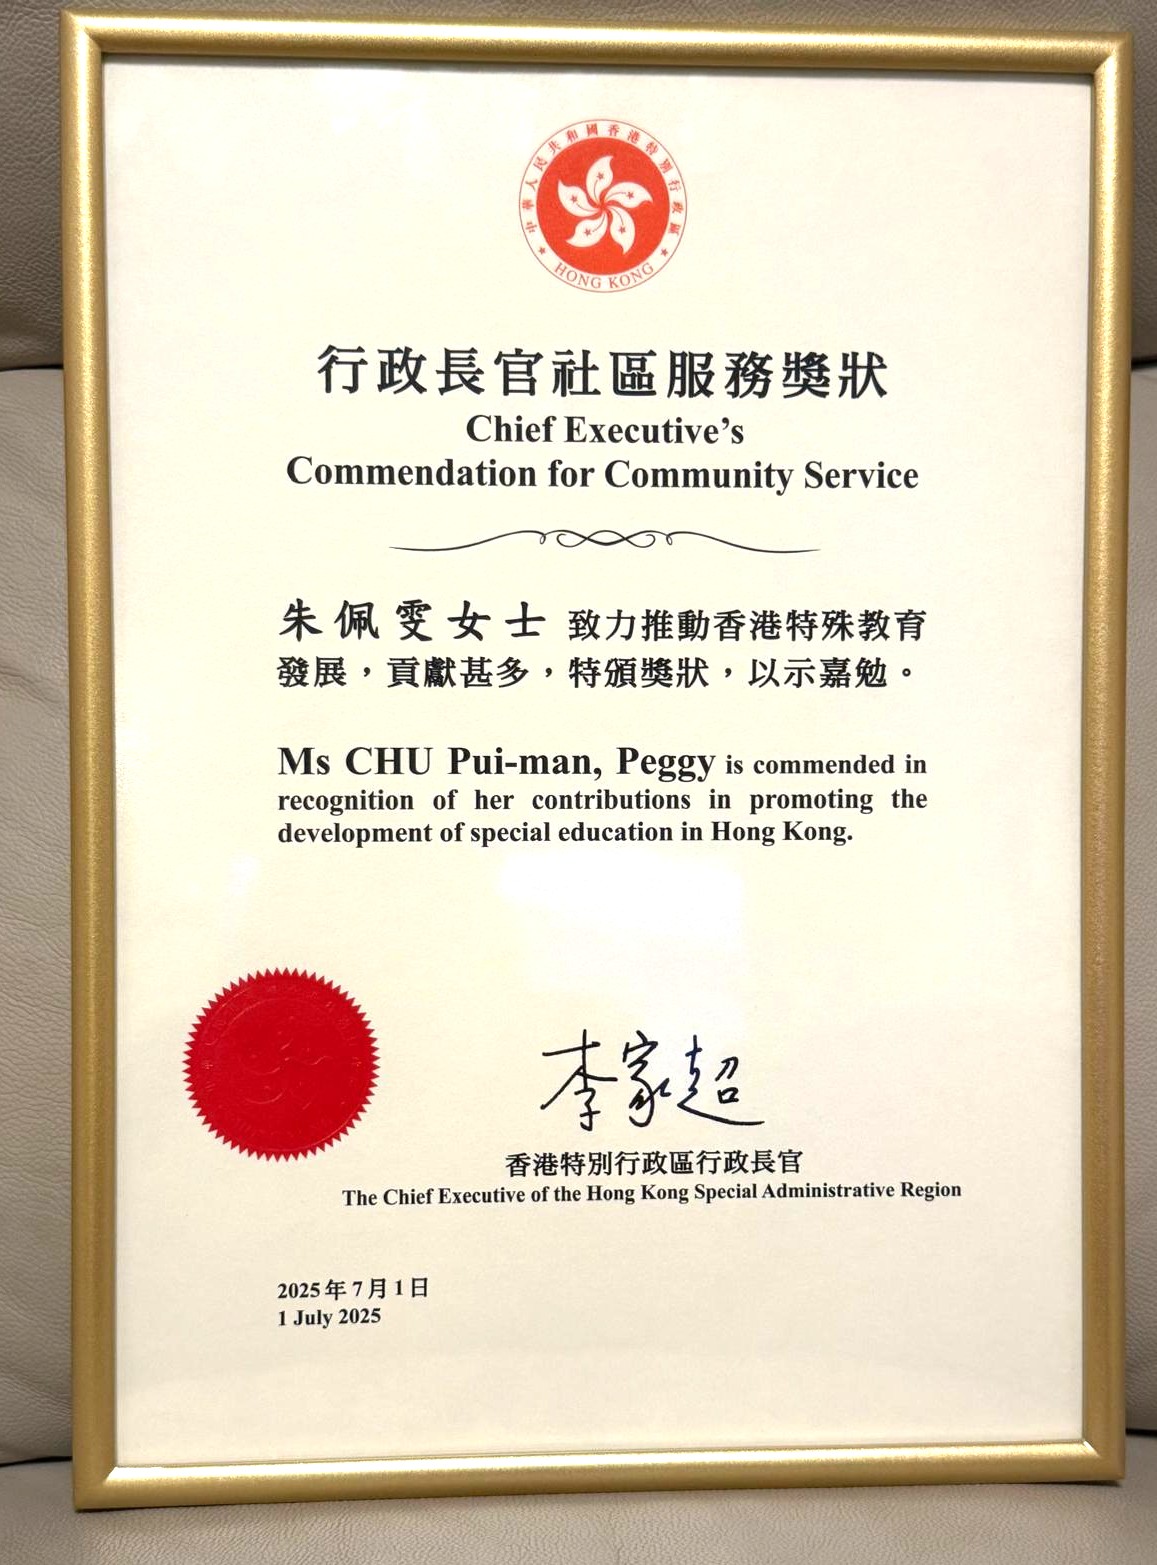 中華人民共和國香港特別行政區
HONG KONG
行政長官社區服務獎狀
Chief Executive’s
Commendation for Community Service
朱佩雯女士 致力推動香港特殊教育
發展，貢獻甚多，特頒獎狀，以示嘉勉。
Ms CHU Pui-man, Peggy is commended in
recognition of her contributions in promoting the
development of special education in Hong Kong.
李家超
香港特別行政區行政長官
The Chief Executive of the Hong Kong Special Administrative Region
2025年7月1日
1 July 2025